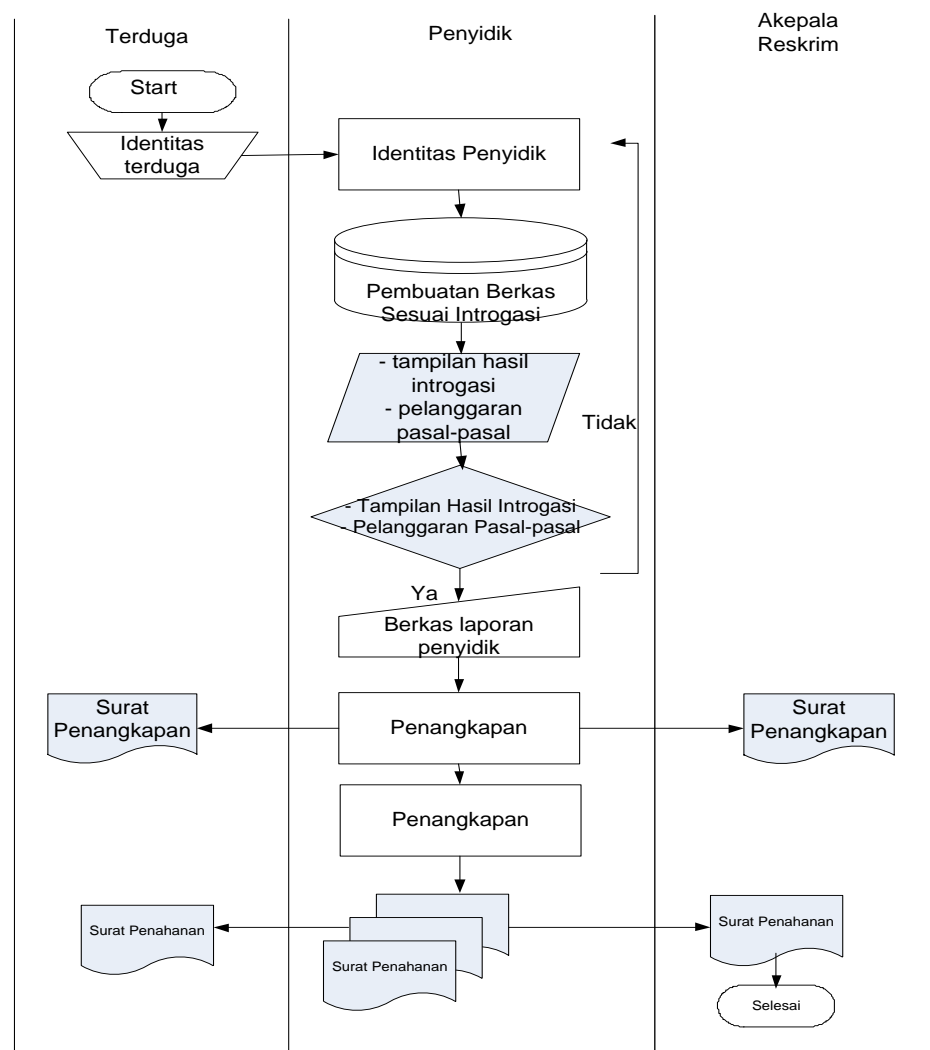 Terduga
Penyidik
Akepala
Reskrim
Start
Identitas
terduga
Identitas Penyidik
Pembuatan Berkas
Sesuai Introgasi
- tampilan hasil
introgasi
- pelanggaran
pasal-pasal
Tidak
- Tampilan Hasil Introgasi
- Pelanggaran Pasal-pasal
Ya
Berkas laporan
penyidik
Surat
Penangkapan
Penangkapan
Surat
Penangkapan
Penangkapan
Surat Penahanan
Surat Penahanan
Surat Penahanan
Selesai